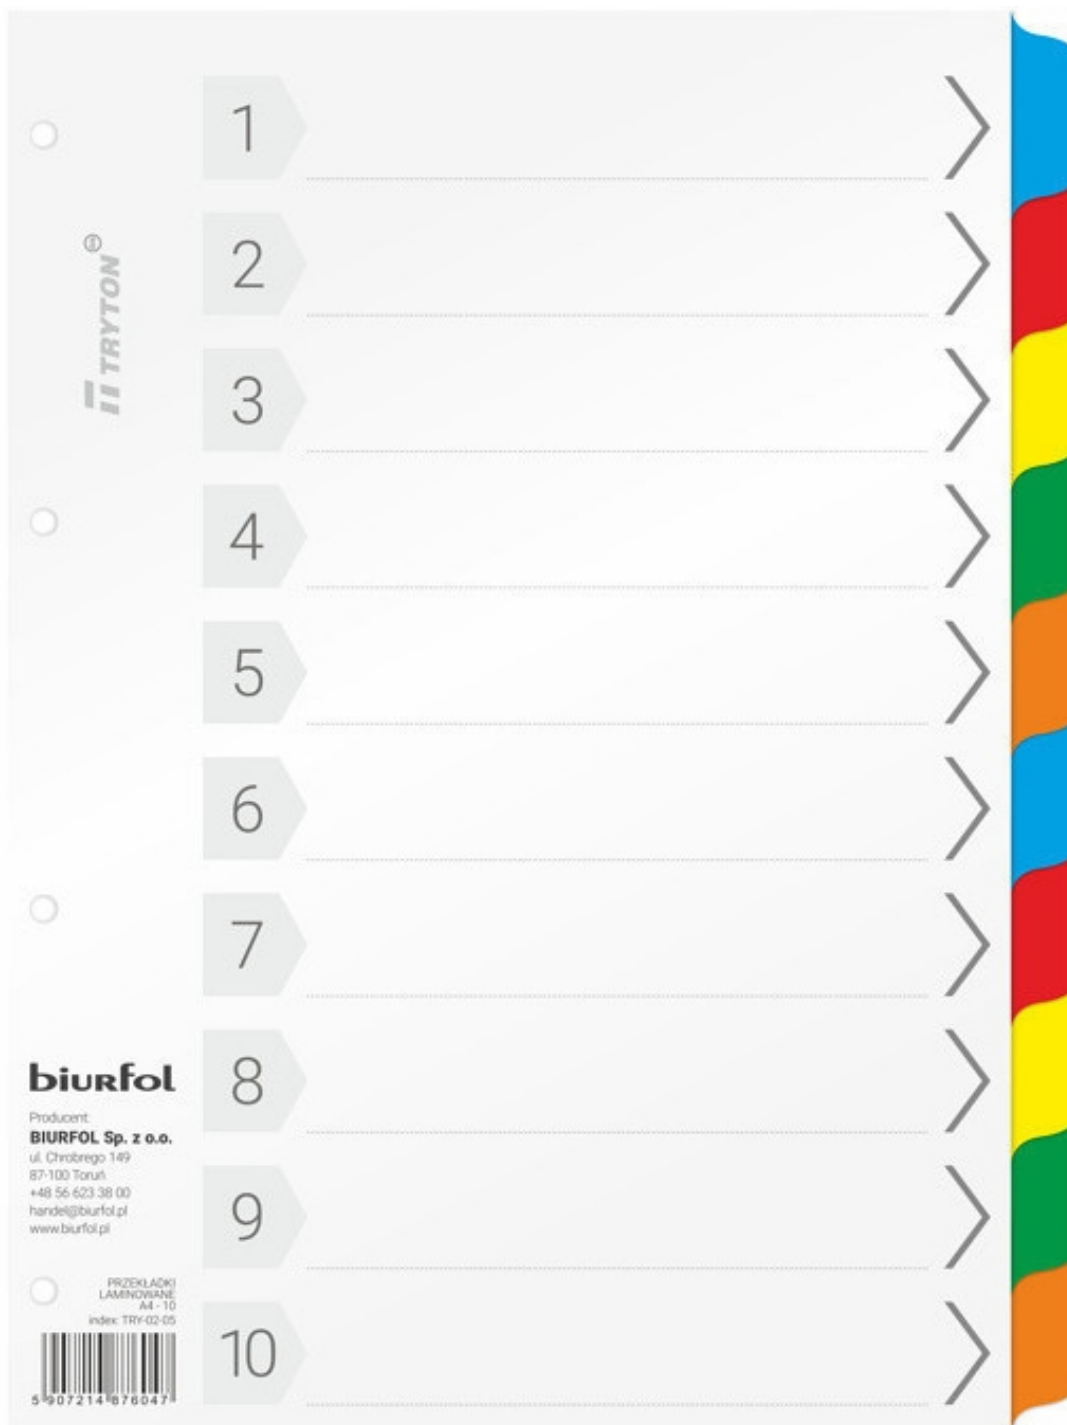 TRYTON
1
2
3
4
5
6
7
8
9
10
biurfol
Producent:
BIURFOL Sp. z o.o.
ul. Chrobrego 149
87-100 Toruń
+48 56 623 38 00
handel@biurfol.pl
www.biurfol.pl
PRZEKŁADKI
LAMINOWANE
A4 - 10
index: TRY-02-05
5 907214 876047